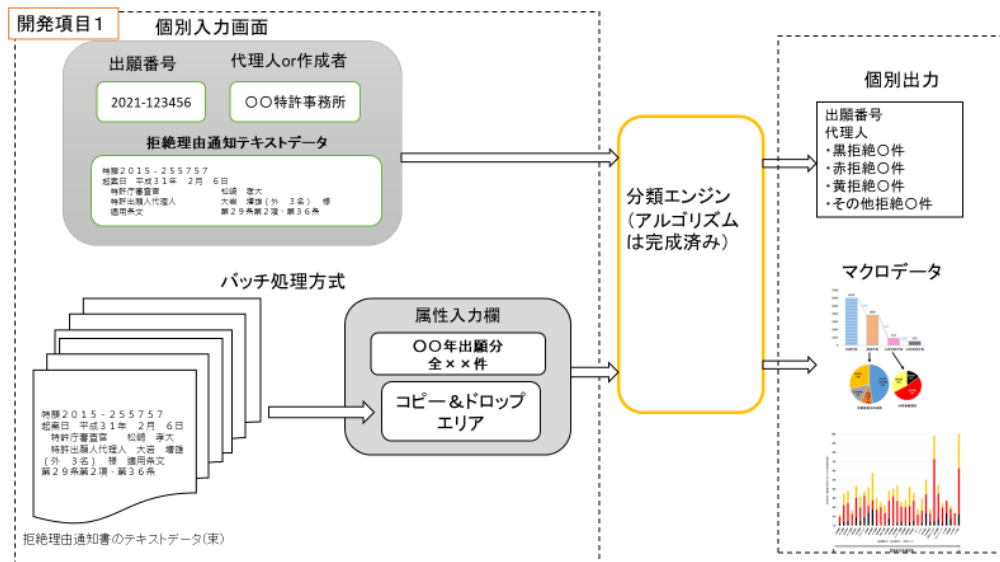 開発項目１
個別入力画面
出願番号
代理人or作成者
2021-123456
〇〇特許事務所
拒絶理由通知テキストデータ
特願２０１５－２５５７５７
起案日　平成３１年　２月　６日
特許庁審査官　松崎　孝大
特許出願人代理人　大岩　増雄（外　３名）　様
適用条文　第２９条第２項、第３６条
バッチ処理方式
特願２０１５－２５５７５７
起案日　平成３１年　２月　６日
特許庁審査官　松崎　孝大
特許出願人代理人　大岩　増雄
（外　３名）　様　適用条文
第２９条第２項、第３６条
拒絶理由通知書のテキストデータ（束）
属性入力欄
〇〇年出願分
全××件
コピー＆ドロップ
エリア
分類エンジン
（アルゴリズム
は完成済み）
個別出力
出願番号
代理人
・黒拒絶〇件
・赤拒絶〇件
・黄拒絶〇件
・その他拒絶〇件
マクロデータ